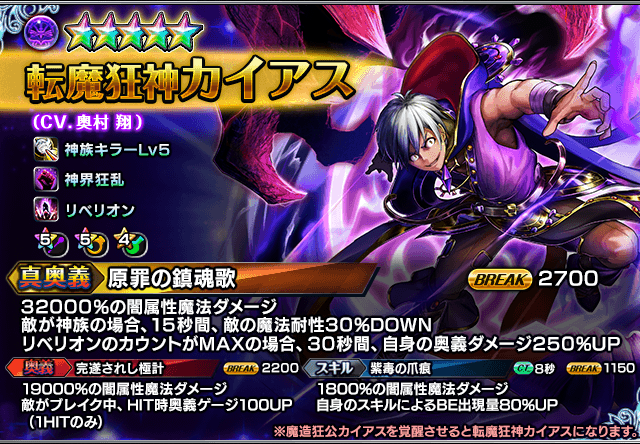 転魔狂神カイアス
(CV.奥村 翔)
神族キラーLv5
神界狂乱
リベリオン
5 5 4
真奥義 原罪の鎮魂歌 BREAK 2700
32000%の闇属性魔法ダメージ
敵が神族の場合、15秒間、敵の魔法耐性30%DOWN
リベリオンのカウントがMAXの場合、30秒間、自身の奥義ダメージ250%UP
奥義 完遂されし極計 BREAK 2200
19000%の闇属性魔法ダメージ
敵がブレイク中、HIT時奥義ゲージ100UP
(1HITのみ)
スキル 紫毒の爪痕 CT 8秒 BREAK 1150
1800%の闇属性魔法ダメージ
自身のスキルによるBE出現量80%UP
※魔造狂公カイアスを覚醒させると転魔狂神カイアスになります。